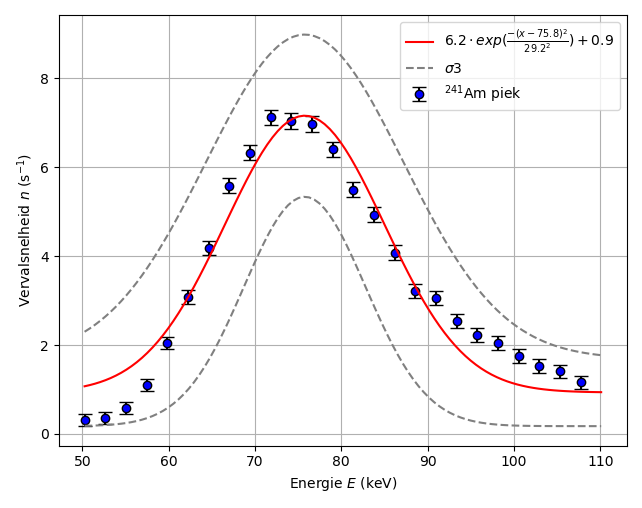 6.2 · exp(−(x−75.8)²/29.2²) + 0.9
σ3
²⁴¹Am piek
Vervalsnelheid n (s⁻¹)
8
6
4
2
0
50 60 70 80 90 100 110
Energie E (keV)